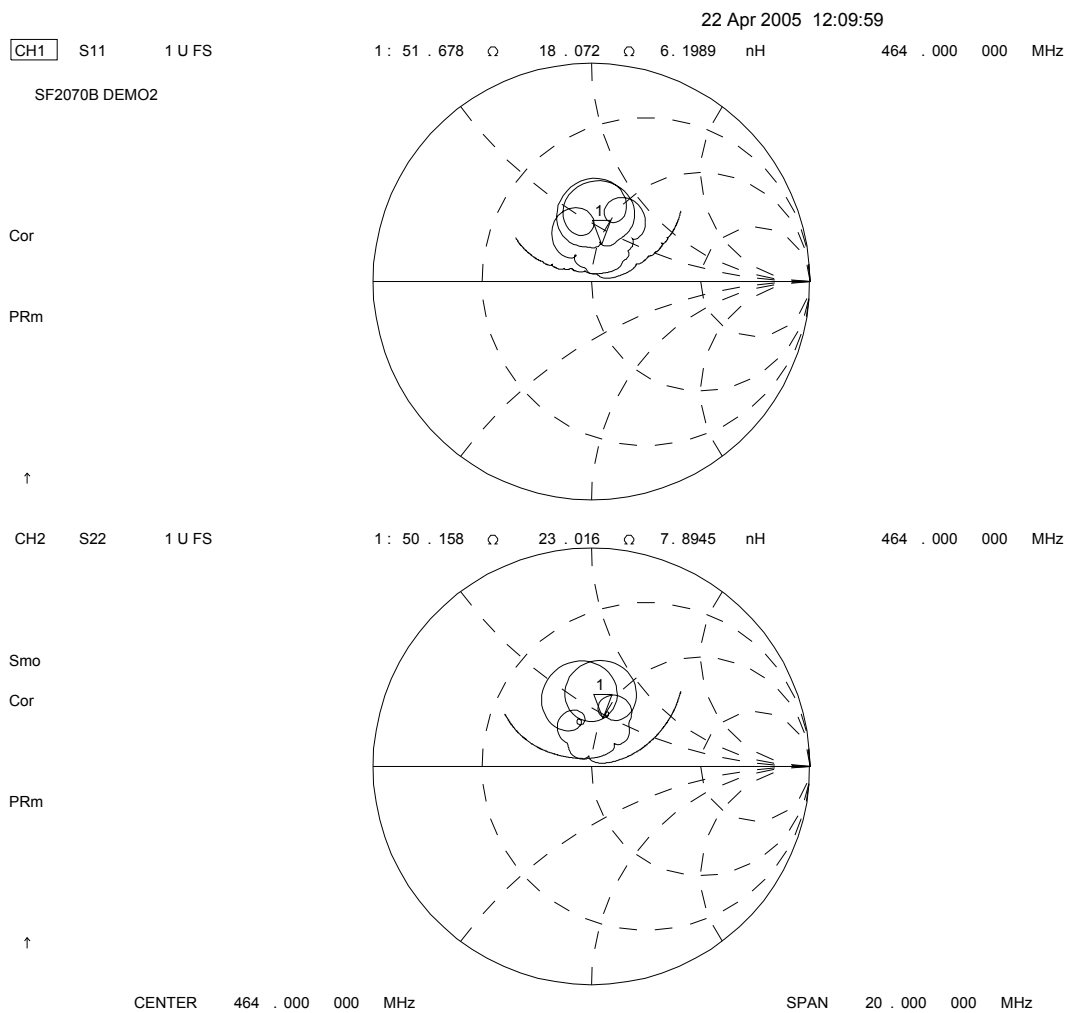 22 Apr 2005 12:09:59
CH1 S11 1 U FS 1: 51 . 678 Ω 18 . 072 Ω 6. 1989 nH 464 . 000 000 MHz
SF2070B DEMO2
1
Cor
PRm
↑
CH2 S22 1 U FS 1: 50 . 158 Ω 23 . 016 Ω 7. 8945 nH 464 . 000 000 MHz
Smo
1
Cor
PRm
↑
CENTER 464 . 000 000 MHz SPAN 20 . 000 000 MHz